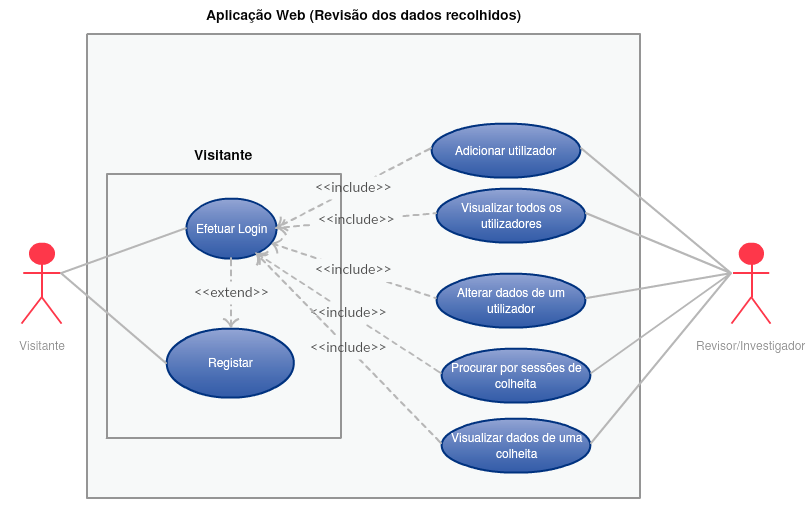 Aplicação Web (Revisão dos dados recolhidos)
Visitante
Efetuar Login
<<extend>>
Registar
<<include>>
<<include>>
<<include>>
<<include>>
<<include>>
Adicionar utilizador
Visualizar todos os
utilizadores
Alterar dados de um
utilizador
Procurar por sessões de
colheita
Visualizar dados de uma
colheita
Visitante
Revisor/Investigador